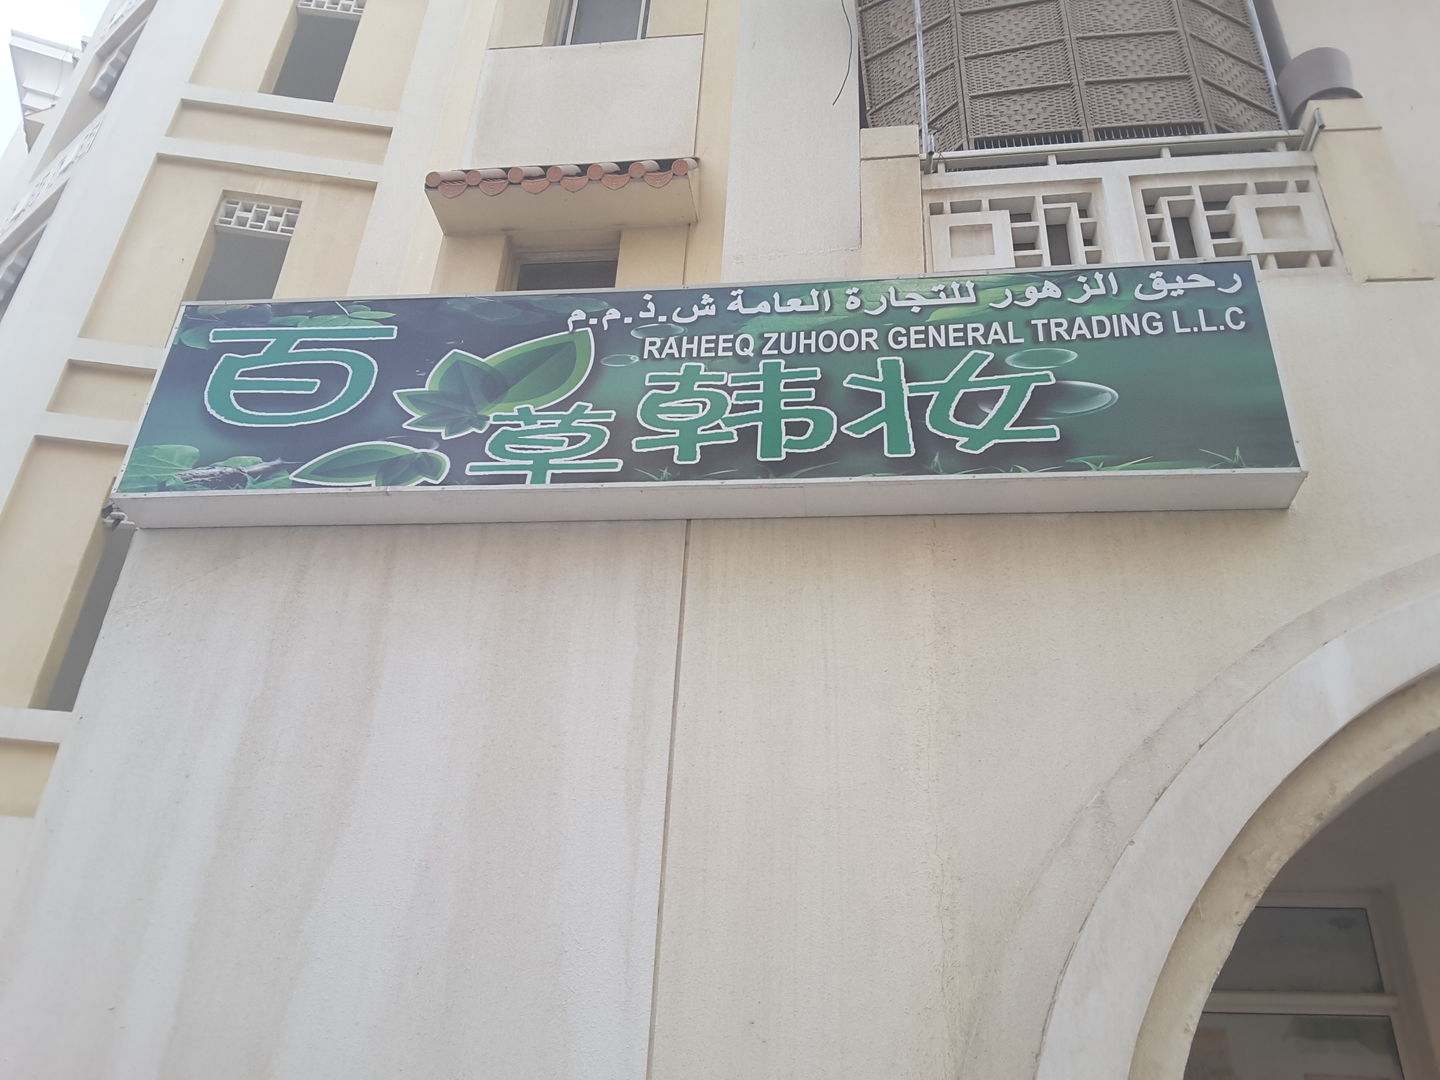 رحيق الزهور للتجارة العامة ش.ذ.م.م
RAHEEQ ZUHOOR GENERAL TRADING L.L.C
百草韩妆